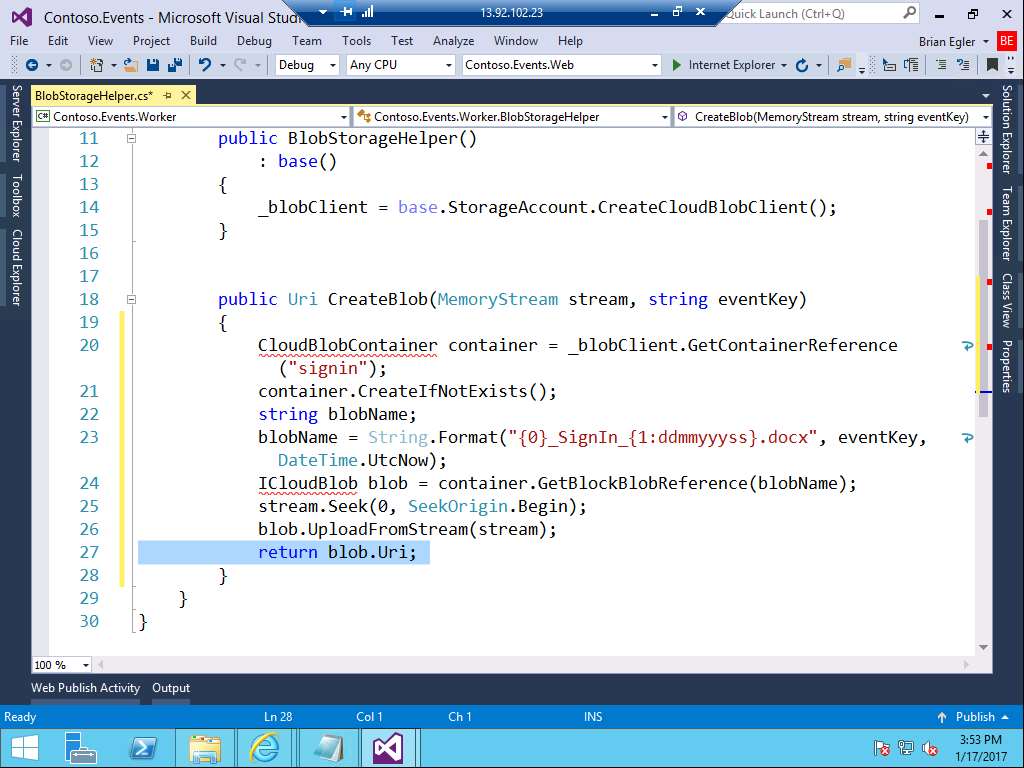 Contoso.Events - Microsoft Visual Studi
13.92.102.23
Quick Launch (Ctrl+Q)
File Edit View Project Build Debug Team Tools Test Analyze Window Help
Brian Egler BE
Debug Any CPU Contoso.Events.Web Internet Explorer
BlobStorageHelper.cs*
C# Contoso.Events.Worker Contoso.Events.Worker.BlobStorageHelper CreateBlob(MemoryStream stream, string eventKey)
Server Explorer
Toolbox
Cloud Explorer
11 public BlobStorageHelper()
12 : base()
13 {
14 _blobClient = base.StorageAccount.CreateCloudBlobClient();
15 }
16
17
18 public Uri CreateBlob(MemoryStream stream, string eventKey)
19 {
20 CloudBlobContainer container = _blobClient.GetContainerReference
("signin");
21 container.CreateIfNotExists();
22 string blobName;
23 blobName = String.Format("{0}_SignIn_{1:ddmmyyyss}.docx", eventKey,
DateTime.UtcNow);
24 ICloudBlob blob = container.GetBlockBlobReference(blobName);
25 stream.Seek(0, SeekOrigin.Begin);
26 blob.UploadFromStream(stream);
27 return blob.Uri;
28 }
29 }
30 }
Solution Explorer
Team Explorer
Class View
Properties
100 %
Web Publish Activity Output
Ready Ln 28 Col 1 Ch 1 INS Publish
3:53 PM
1/17/2017